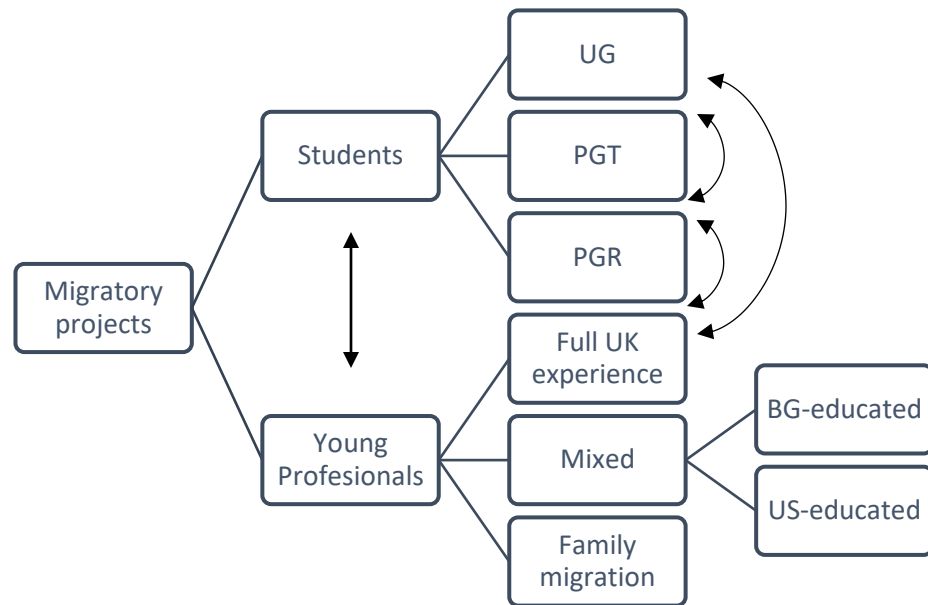 Migratory
projects
Students
Young
Profesionals
UG
PGT
PGR
Full UK
experience
Mixed
Family
migration
BG-educated
US-educated